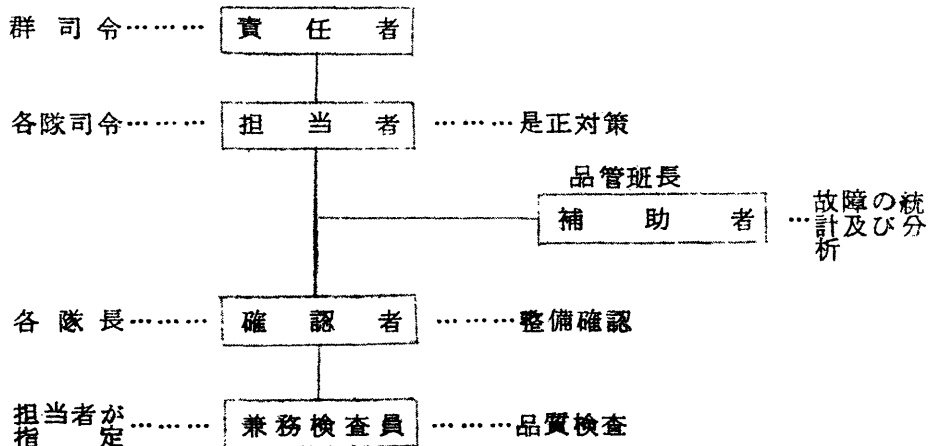 群司令………責任者
各隊司令………担当者………是正対策
品管班長
補助者…故障の統
計及び分
析
各隊長………確認者………整備確認
担当者が
指定………兼務検査員………品質検査